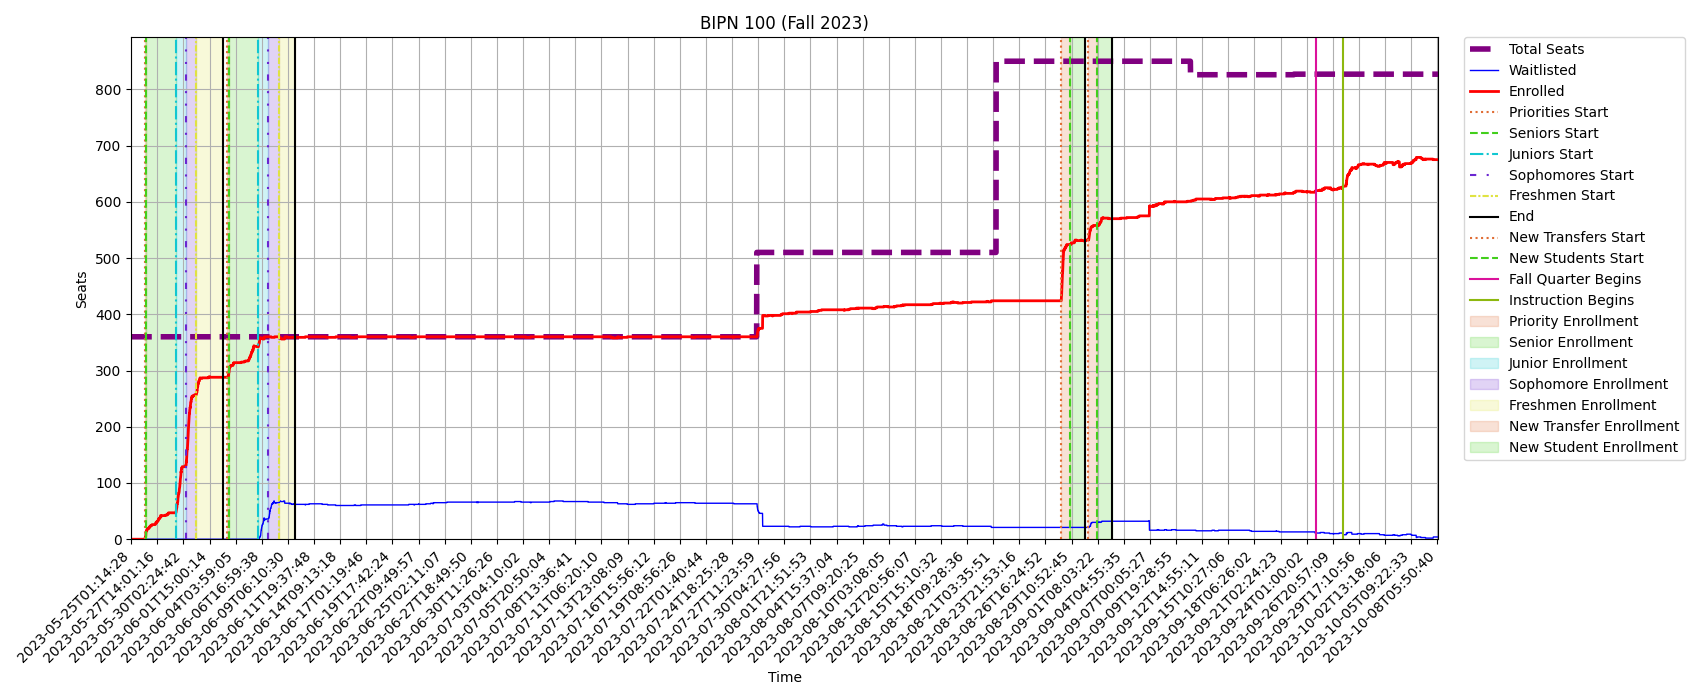 BIPN 100 (Fall 2023)
Seats
800
700
600
500
400
300
200
100
0
2023-05-25T01:14:28
2023-05-27T14:01:16
2023-05-30T02:24:42
2023-06-01T15:00:14
2023-06-04T03:59:05
2023-06-06T16:59:38
2023-06-09T06:10:30
2023-06-11T19:37:48
2023-06-14T09:13:18
2023-06-17T01:19:46
2023-06-19T17:42:24
2023-06-22T09:49:57
2023-06-25T02:11:07
2023-06-27T18:49:50
2023-06-30T11:26:26
2023-07-03T04:10:02
2023-07-05T20:50:04
2023-07-08T13:36:41
2023-07-11T06:20:10
2023-07-13T23:08:09
2023-07-16T15:56:12
2023-07-19T08:56:26
2023-07-22T01:40:44
2023-07-24T18:25:28
2023-07-27T11:23:59
2023-07-30T04:27:56
2023-08-01T21:51:53
2023-08-04T15:37:04
2023-08-07T09:20:25
2023-08-10T03:08:05
2023-08-12T20:56:07
2023-08-15T15:10:32
2023-08-18T09:28:36
2023-08-21T03:35:51
2023-08-23T21:53:16
2023-08-26T16:24:52
2023-08-29T10:52:45
2023-09-01T08:03:22
2023-09-04T04:55:35
2023-09-07T00:05:27
2023-09-09T19:28:55
2023-09-12T14:55:11
2023-09-15T10:27:06
2023-09-18T06:26:02
2023-09-21T02:24:23
2023-09-24T01:00:02
2023-09-26T20:57:09
2023-09-29T17:10:56
2023-10-02T13:18:06
2023-10-05T09:22:33
2023-10-08T05:50:40
Time
Total Seats
Waitlisted
Enrolled
Priorities Start
Seniors Start
Juniors Start
Sophomores Start
Freshmen Start
End
New Transfers Start
New Students Start
Fall Quarter Begins
Instruction Begins
Priority Enrollment
Senior Enrollment
Junior Enrollment
Sophomore Enrollment
Freshmen Enrollment
New Transfer Enrollment
New Student Enrollment